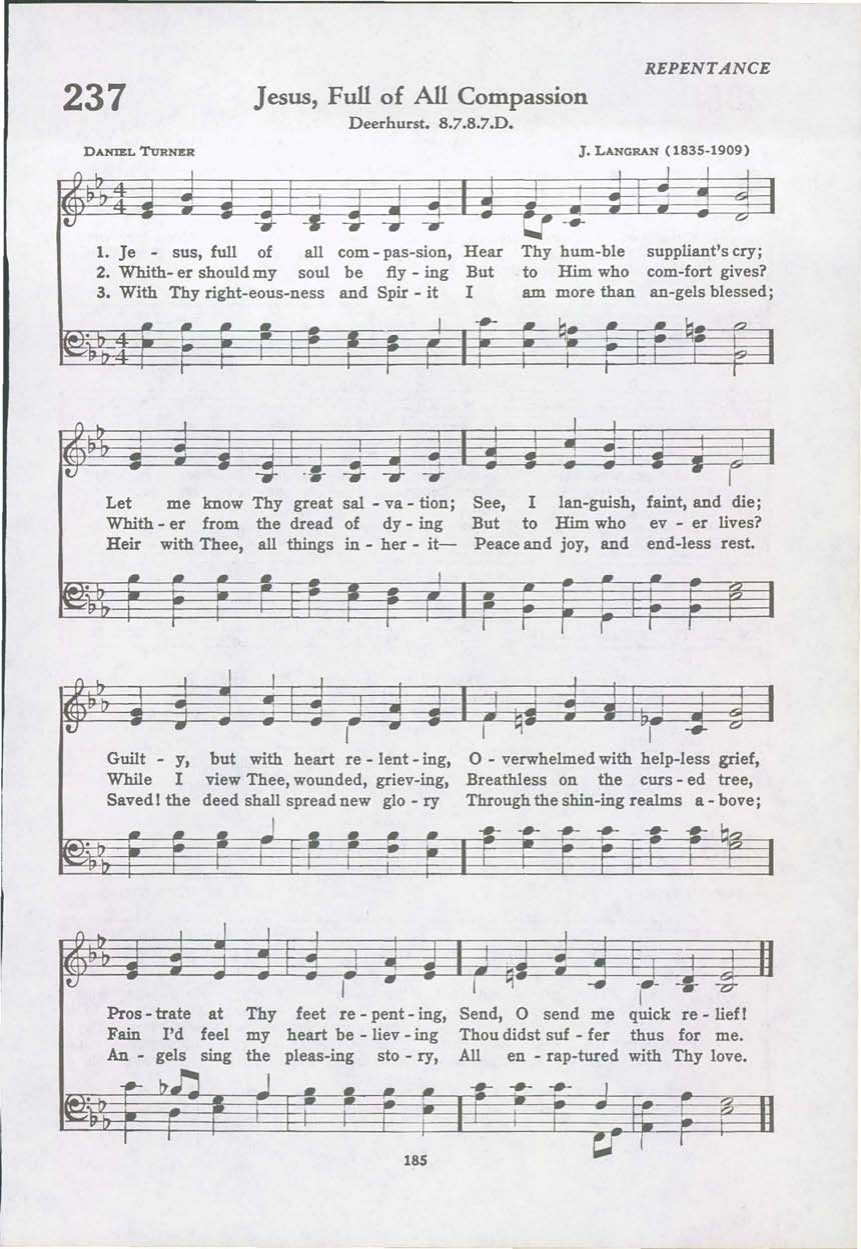 REPENTANCE
237
Jesus, Full of All Compassion
Deerhurst. 8.7.8.7.D.
DANIEL TURNER
J. LANGRAN (1835-1909)
1. Je - sus, full of all com - pas - sion, Hear Thy hum - ble suppliant's cry;
2. Whith - er should my soul be fly - ing But to Him who com - fort gives?
3. With Thy right - eous - ness and Spir - it I am more than an - gels blessed;
Let me know Thy great sal - va - tion; See, I lan - guish, faint, and die;
Whith - er from the dread of dy - ing But to Him who ev - er lives?
Heir with Thee, all things in - her - it— Peace and joy, and end - less rest.
Guilt - y, but with heart re - lent - ing, O - verwhelmed with help - less grief,
While I view Thee, wounded, griev - ing, Breathless on the curs - ed tree,
Saved! the deed shall spread new glo - ry Through the shin - ing realms a - bove;
Pros - trate at Thy feet re - pent - ing, Send, O send me quick re - lief!
Fain I'd feel my heart be - liev - ing Thou didst suf - fer thus for me.
An - gels sing the pleas - ing sto - ry, All en - rap - tured with Thy love.
185